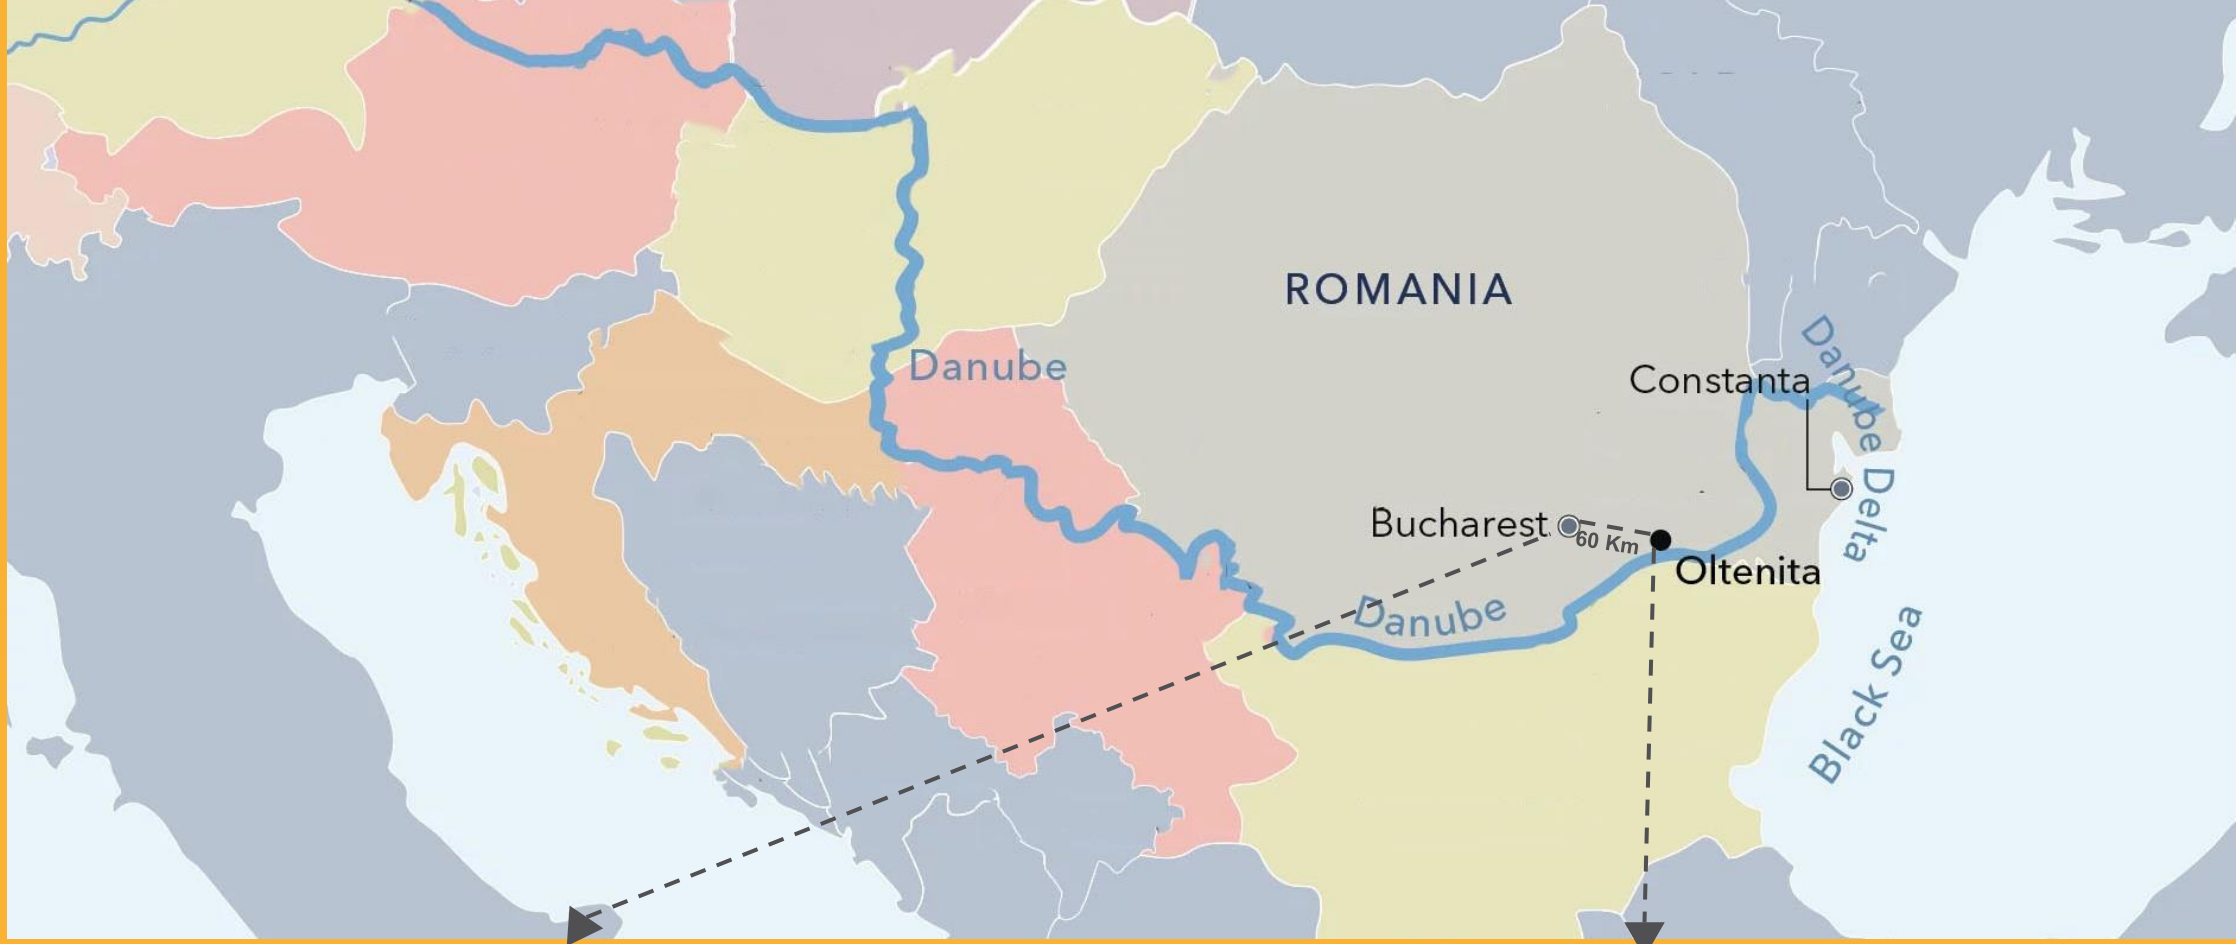 ROMANIA
Danube
Danube Delta
Constanta
Bucharest
60 Km
Oltenita
Danube
Black Sea